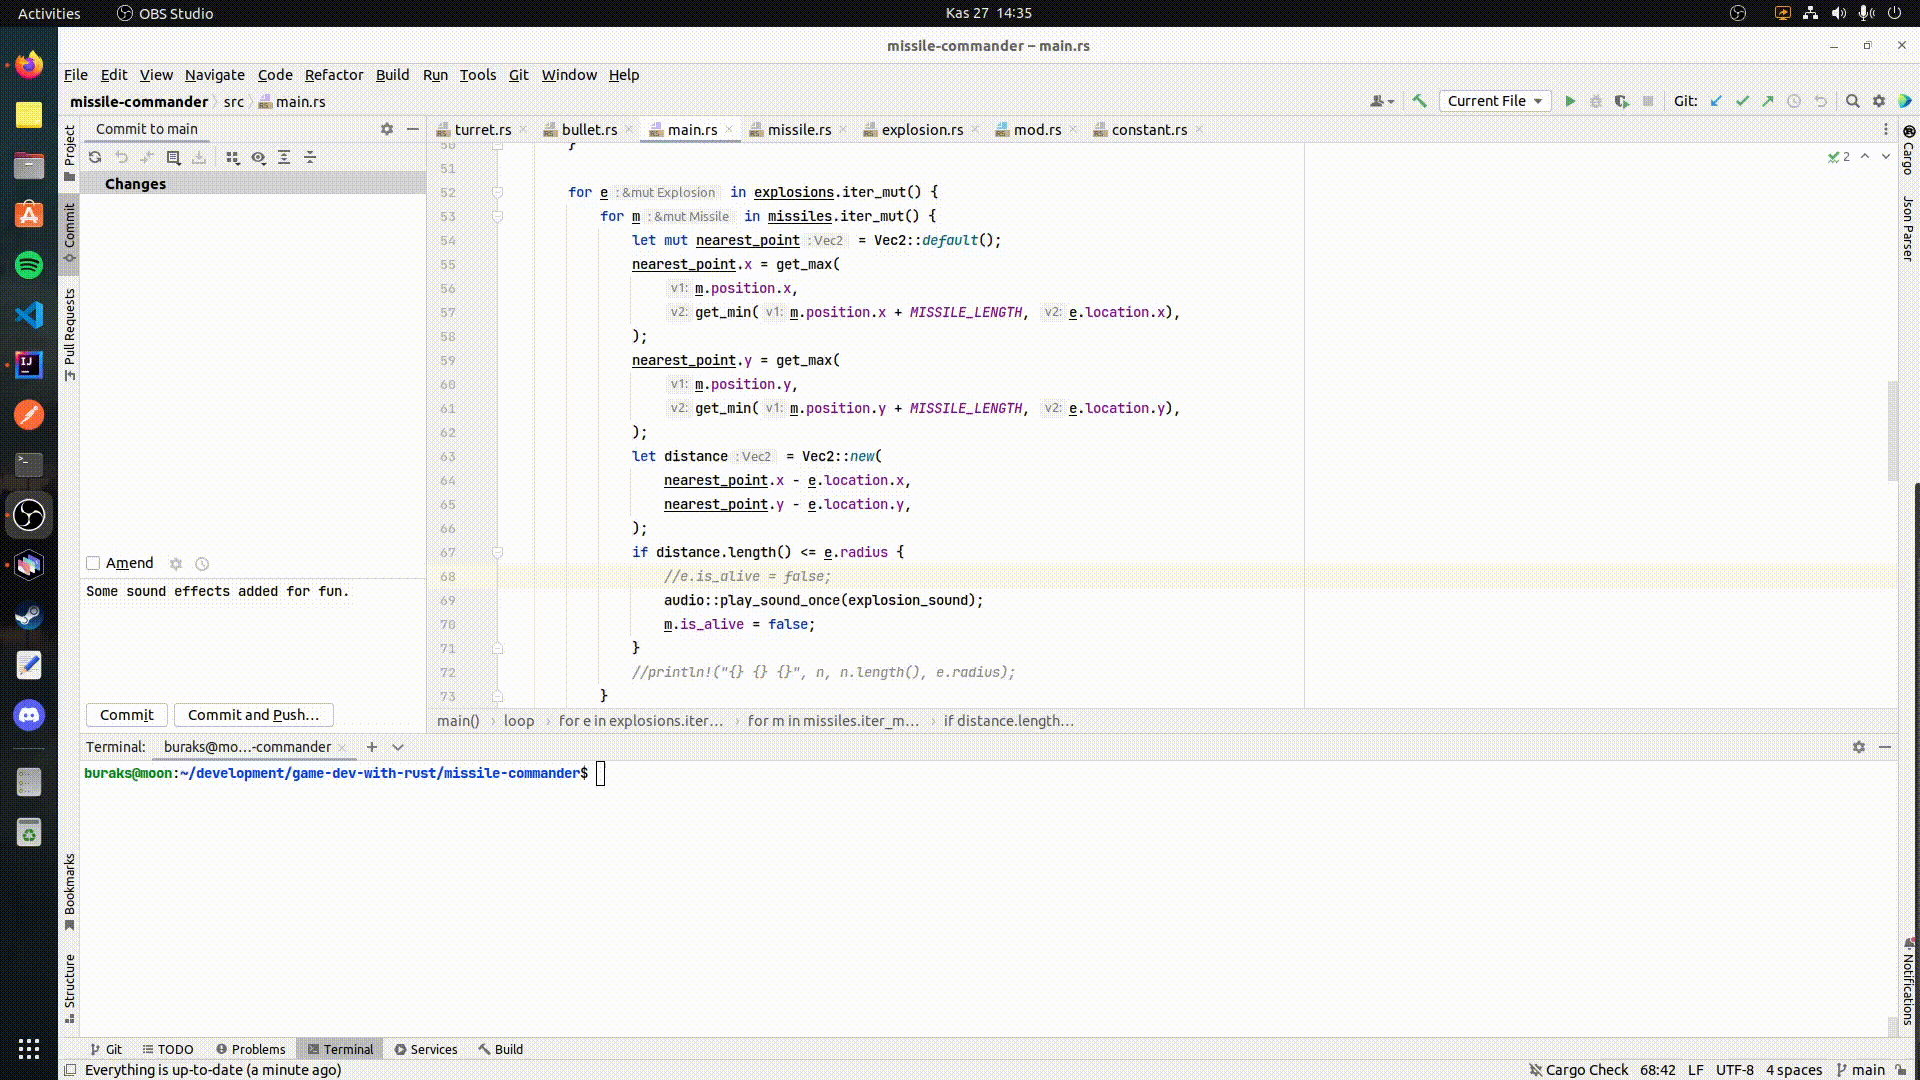 Activities
OBS Studio
Kas 27 14:35
missile-commander – main.rs
File Edit View Navigate Code Refactor Build Run Tools Git Window Help
missile-commander src main.rs
Current File
Git:
Project
Commit
Pull Requests
Bookmarks
Structure
Commit to main
Changes
Amend
Some sound effects added for fun.
Commit
Commit and Push...
turret.rs bullet.rs main.rs missile.rs explosion.rs mod.rs constant.rs
2
50 }
51
52 for e : &mut Explosion in explosions.iter_mut() {
53 for m : &mut Missile in missiles.iter_mut() {
54 let mut nearest_point : Vec2 = Vec2::default();
55 nearest_point.x = get_max(
56 v1: m.position.x,
57 v2: get_min( v1: m.position.x + MISSILE_LENGTH, v2: e.location.x),
58 );
59 nearest_point.y = get_max(
60 v1: m.position.y,
61 v2: get_min( v1: m.position.y + MISSILE_LENGTH, v2: e.location.y),
62 );
63 let distance : Vec2 = Vec2::new(
64 nearest_point.x - e.location.x,
65 nearest_point.y - e.location.y,
66 );
67 if distance.length() <= e.radius {
68 //e.is_alive = false;
69 audio::play_sound_once(explosion_sound);
70 m.is_alive = false;
71 }
72 //println!("{} {} {}", n, n.length(), e.radius);
73 }
main() › loop › for e in explosions.iter... › for m in missiles.iter_m... › if distance.length...
Cargo
Json Parser
Notifications
Terminal: buraks@mo...-commander
buraks@moon:~/development/game-dev-with-rust/missile-commander$
Git TODO Problems Terminal Services Build
Everything is up-to-date (a minute ago)
Cargo Check 68:42 LF UTF-8 4 spaces main